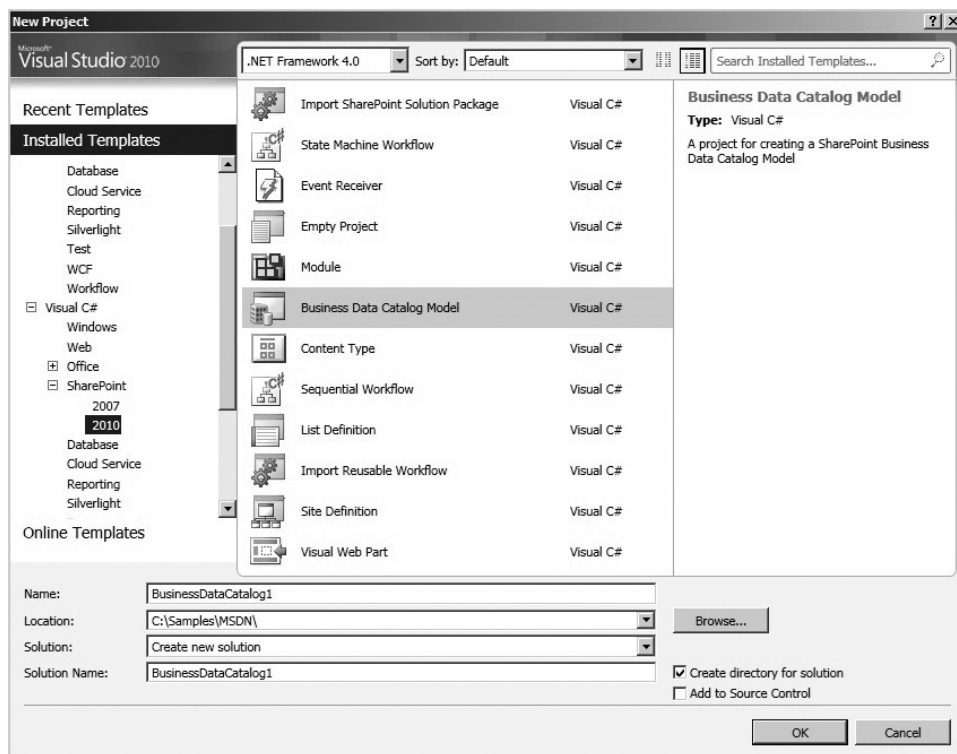 New Project
Microsoft
Visual Studio 2010
.NET Framework 4.0
Sort by: Default
Search Installed Templates...
Recent Templates
Installed Templates
Database
Cloud Service
Reporting
Silverlight
Test
WCF
Workflow
Visual C#
Windows
Web
Office
SharePoint
2007
2010
Database
Cloud Service
Reporting
Silverlight
Online Templates
Import SharePoint Solution Package Visual C#
State Machine Workflow Visual C#
Event Receiver Visual C#
Empty Project Visual C#
Module Visual C#
Business Data Catalog Model Visual C#
Content Type Visual C#
Sequential Workflow Visual C#
List Definition Visual C#
Import Reusable Workflow Visual C#
Site Definition Visual C#
Visual Web Part Visual C#
Business Data Catalog Model
Type: Visual C#
A project for creating a SharePoint Business
Data Catalog Model
Name: BusinessDataCatalog1
Location: C:\Samples\MSDN\
Browse...
Solution: Create new solution
Solution Name: BusinessDataCatalog1
Create directory for solution
Add to Source Control
OK
Cancel